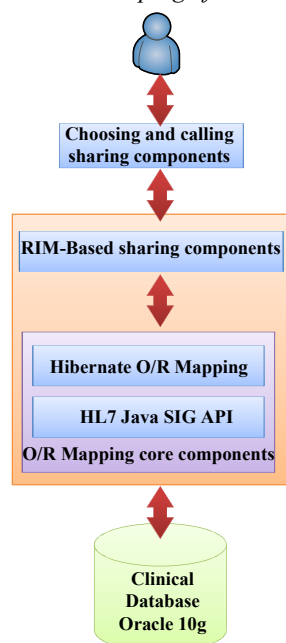 Choosing and calling
sharing components
RIM-Based sharing components
Hibernate O/R Mapping
HL7 Java SIG API
O/R Mapping core components
Clinical
Database
Oracle 10g